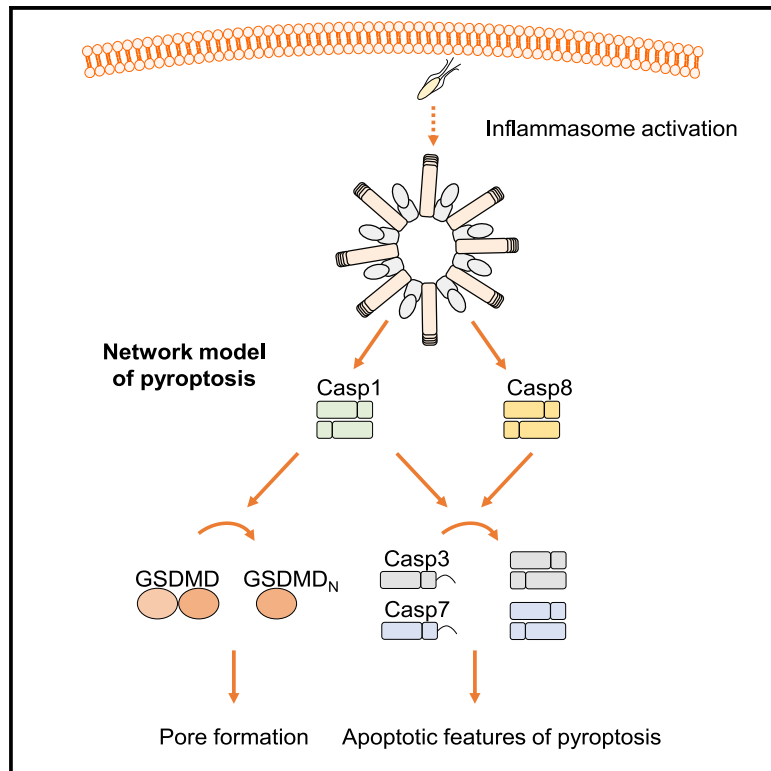 Inflammasome activation
Network model
of pyroptosis
Casp1
Casp8
GSDMD
GSDMDN
Casp3
Casp7
Pore formation
Apoptotic features of pyroptosis